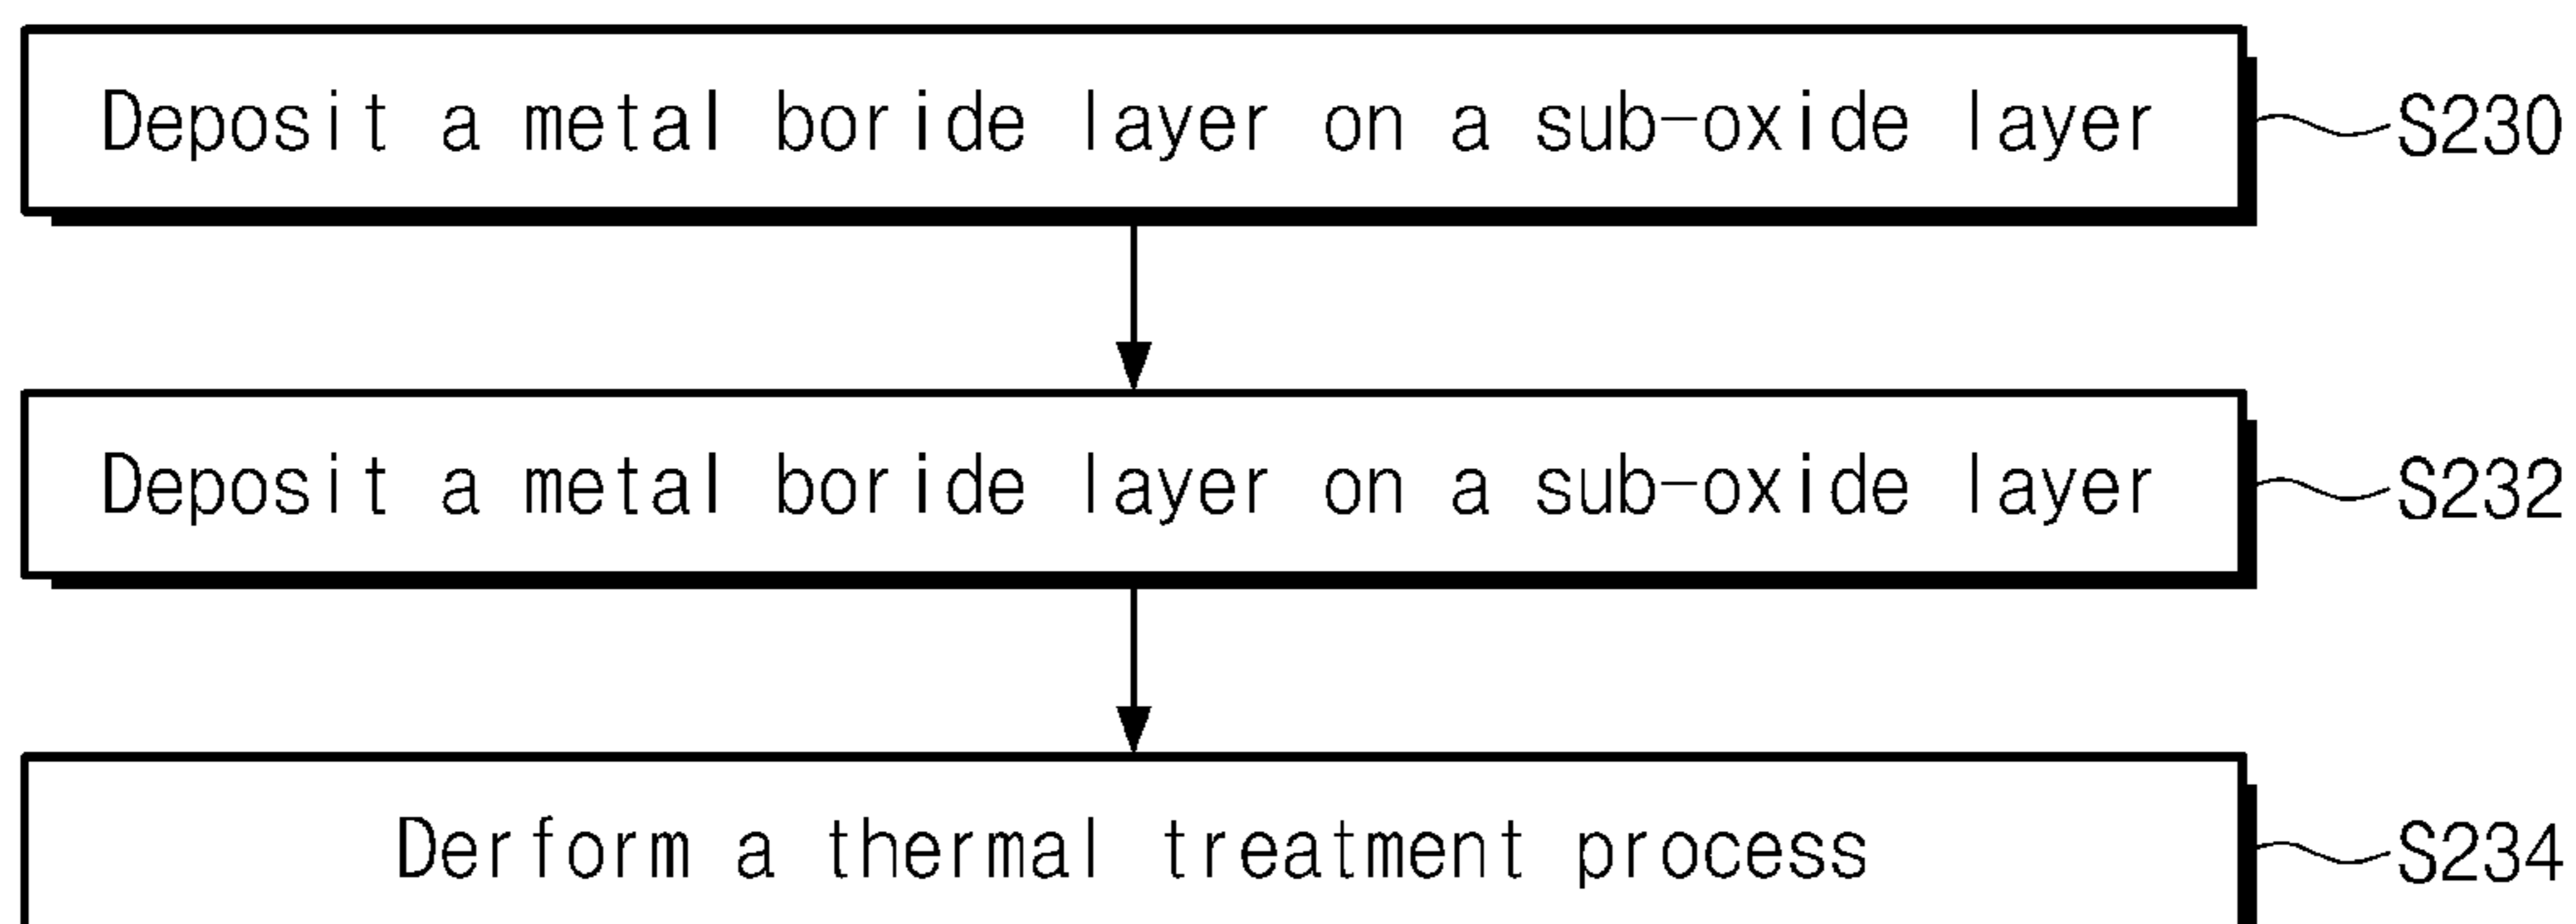 Deposit a metal boride layer on a sub-oxide layer S230
Deposit a metal boride layer on a sub-oxide layer S232
Derform a thermal treatment process S234